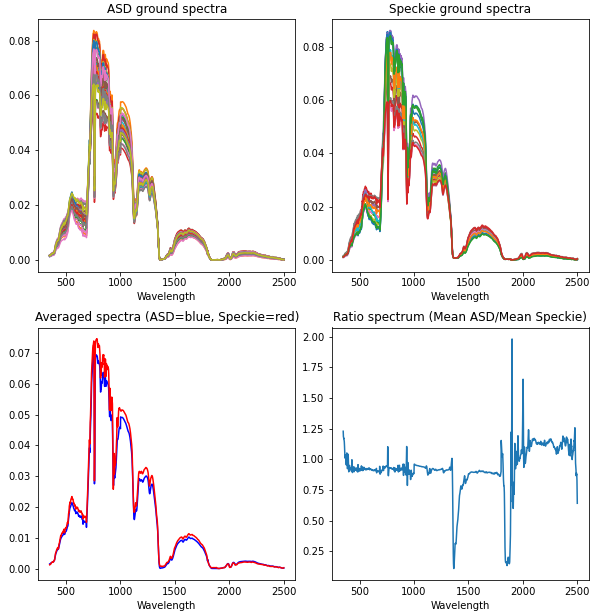 ASD ground spectra
0.08
0.06
0.04
0.02
0.00
500 1000 1500 2000 2500
Wavelength
Speckie ground spectra
0.08
0.06
0.04
0.02
0.00
500 1000 1500 2000 2500
Wavelength
Averaged spectra (ASD=blue, Speckie=red)
0.07
0.06
0.05
0.04
0.03
0.02
0.01
0.00
500 1000 1500 2000 2500
Wavelength
Ratio spectrum (Mean ASD/Mean Speckie)
2.00
1.75
1.50
1.25
1.00
0.75
0.50
0.25
500 1000 1500 2000 2500
Wavelength